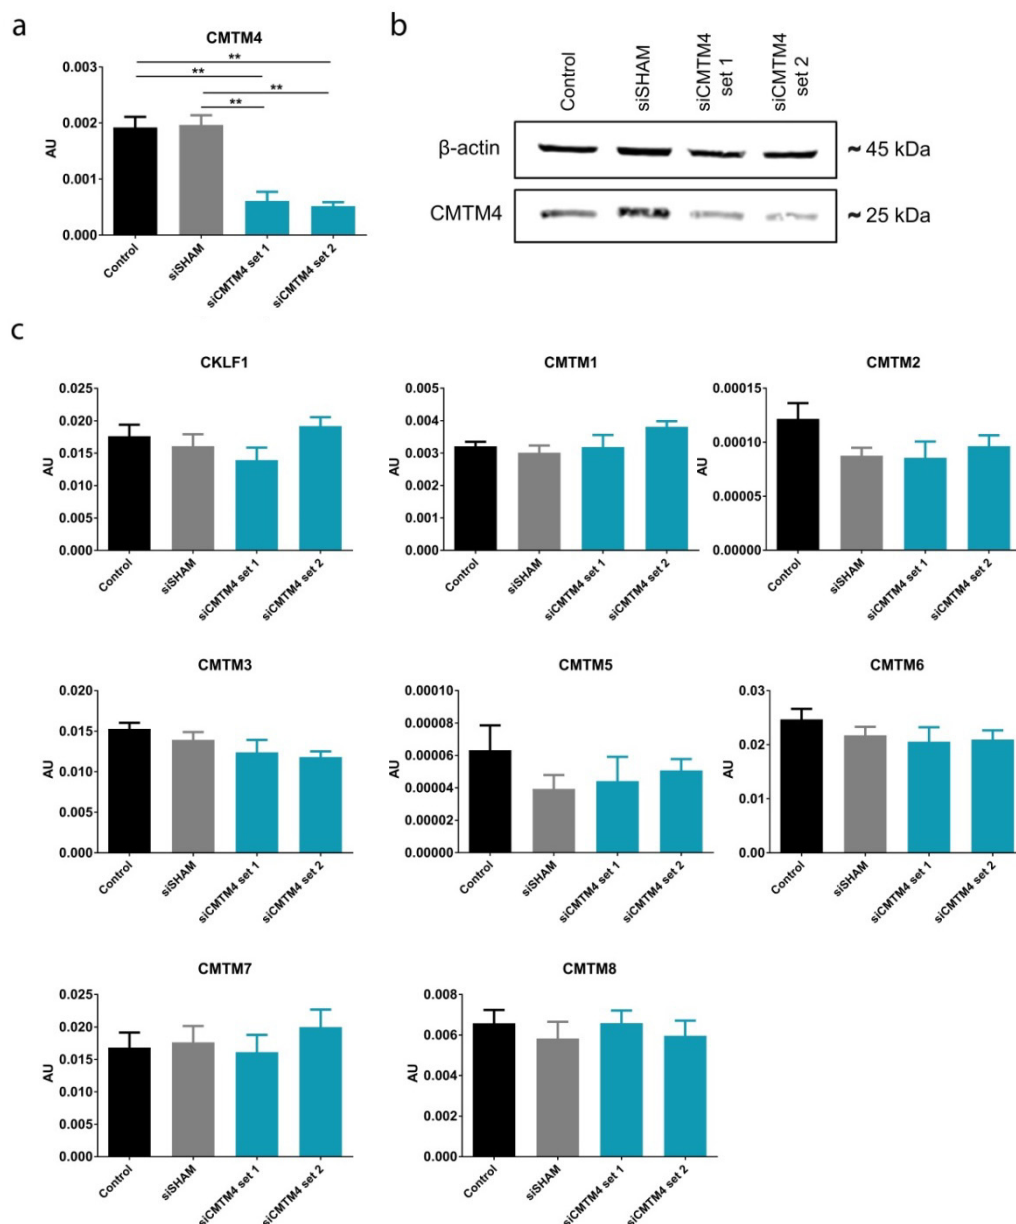 a
CMTM4
0.003
0.002
0.001
0.000
AU
**
**
**
**
Control
siSHAM
siCMTM4 set 1
siCMTM4 set 2
b
Control
siSHAM
siCMTM4
set 1
siCMTM4
set 2
β-actin
~ 45 kDa
CMTM4
~ 25 kDa
c
CKLF1
0.025
0.020
0.015
0.010
0.005
0.000
AU
Control
siSHAM
siCMTM4 set 1
siCMTM4 set 2
CMTM1
0.005
0.004
0.003
0.002
0.001
0.000
AU
Control
siSHAM
siCMTM4 set 1
siCMTM4 set 2
CMTM2
0.00015
0.00010
0.00005
0.00000
AU
Control
siSHAM
siCMTM4 set 1
siCMTM4 set 2
CMTM3
0.020
0.015
0.010
0.005
0.000
AU
Control
siSHAM
siCMTM4 set 1
siCMTM4 set 2
CMTM5
0.00010
0.00008
0.00006
0.00004
0.00002
0.00000
AU
Control
siSHAM
siCMTM4 set 1
siCMTM4 set 2
CMTM6
0.03
0.02
0.01
0.00
AU
Control
siSHAM
siCMTM4 set 1
siCMTM4 set 2
CMTM7
0.025
0.020
0.015
0.010
0.005
0.000
AU
Control
siSHAM
siCMTM4 set 1
siCMTM4 set 2
CMTM8
0.008
0.006
0.004
0.002
0.000
AU
Control
siSHAM
siCMTM4 set 1
siCMTM4 set 2